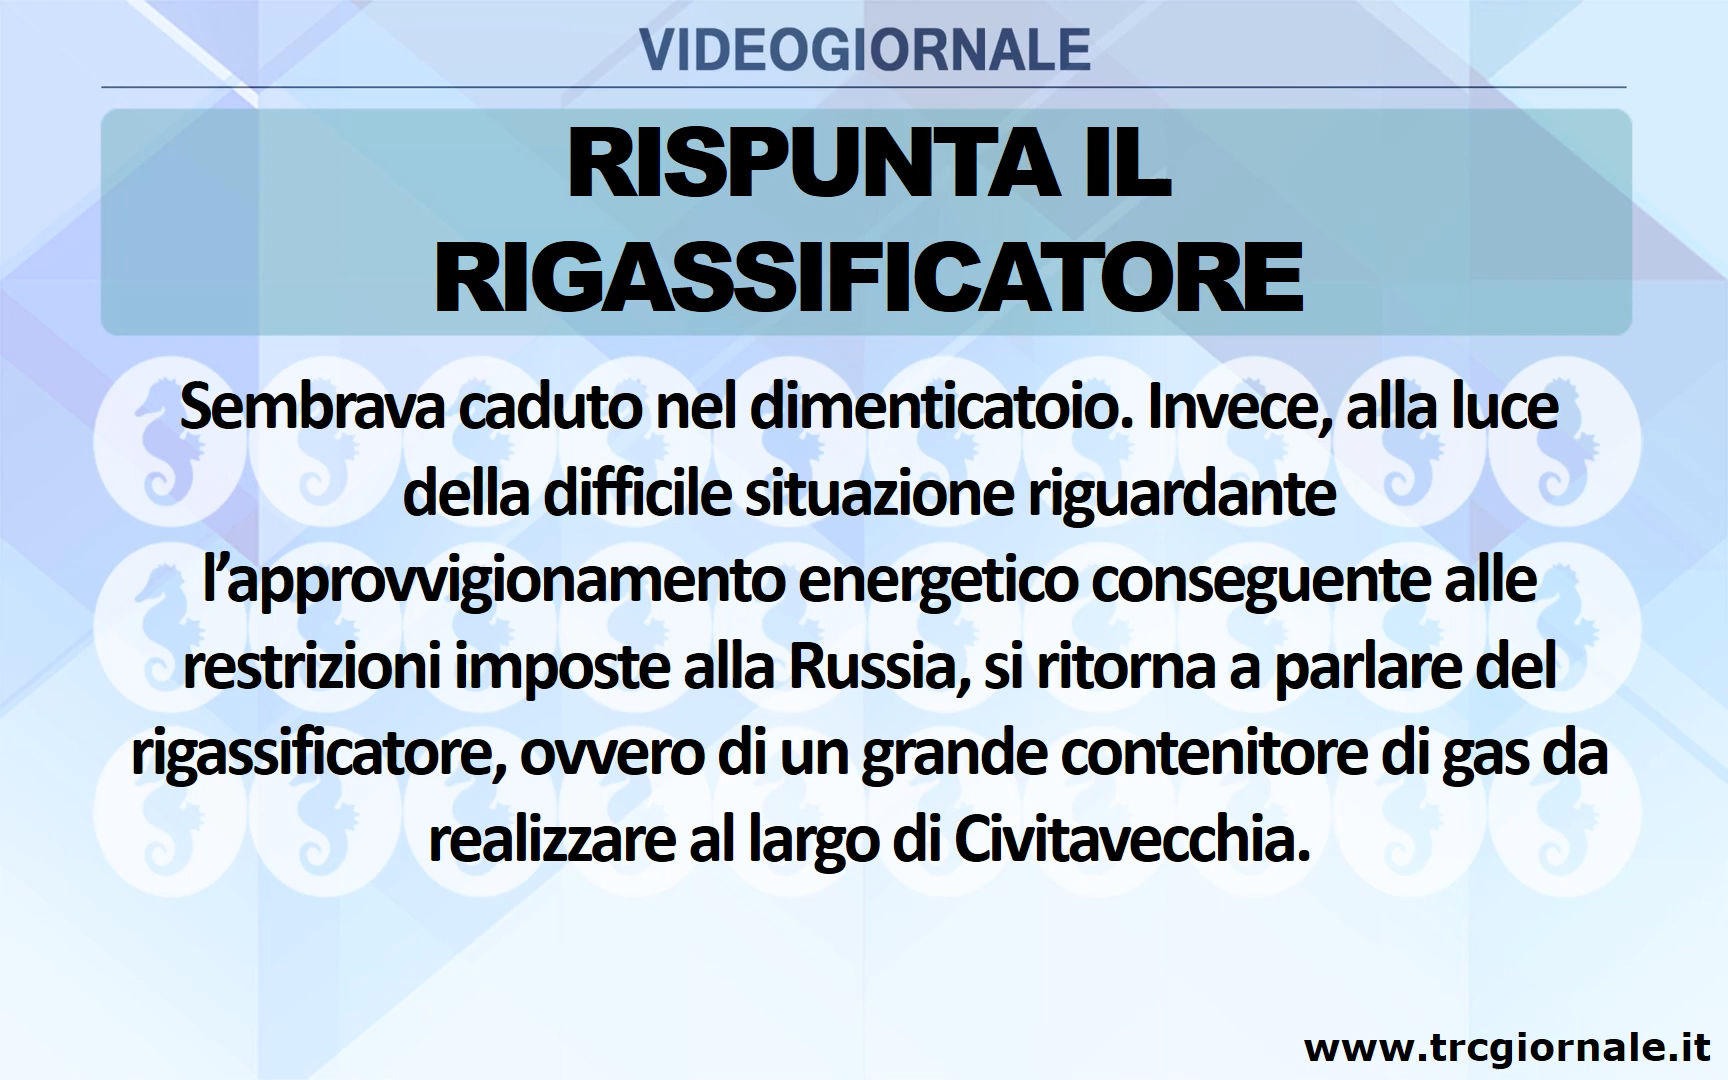 VIDEOGIORNALE
RISPUNTA IL
RIGASSIFICATORE
Sembrava caduto nel dimenticatoio. Invece, alla luce
della difficile situazione riguardante
l’approvvigionamento energetico conseguente alle
restrizioni imposte alla Russia, si ritorna a parlare del
rigassificatore, ovvero di un grande contenitore di gas da
realizzare al largo di Civitavecchia.
www.trcgiornale.it